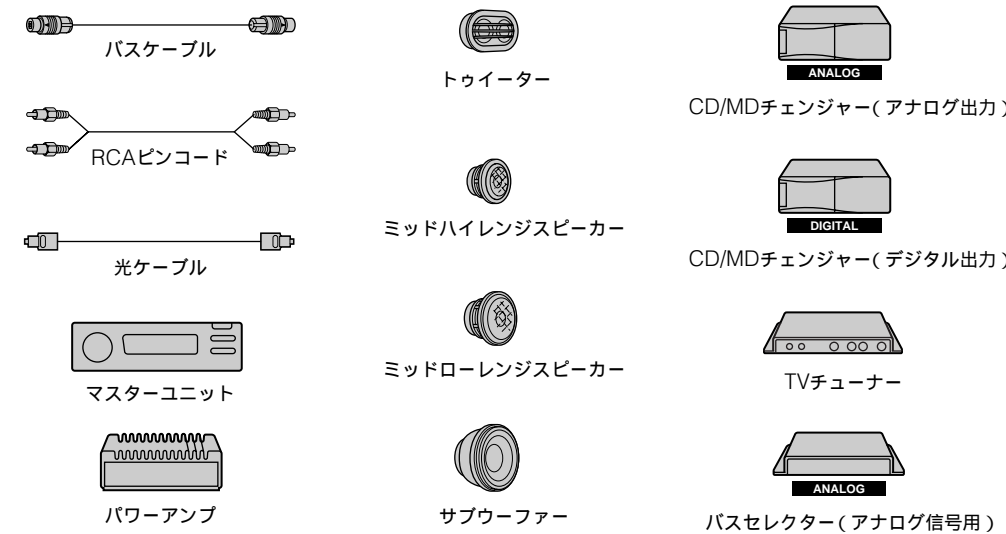 バスケーブル
RCAピンコード
光ケーブル
マスターユニット
パワーアンプ
トゥイーター
ミッドハイレンジスピーカー
ミッドローレンジスピーカー
サブウーファー
ANALOG
CD/MDチェンジャー(アナログ出力)
DIGITAL
CD/MDチェンジャー(デジタル出力)
TVチューナー
ANALOG
バスセレクター(アナログ信号用)